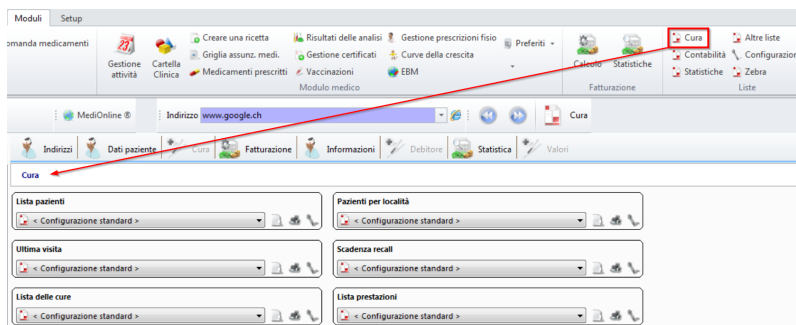 Moduli Setup
omanda medicamenti
Gestione attività
Cartella Clinica
Creare una ricetta
Griglia assunz. medi.
Medicamenti prescritti
Risultati delle analisi
Gestione certificati
Vaccinazioni
Gestione prescrizioni fisio
Curve della crescita
EBM
Preferiti
Modulo medico
Calcolo Statistiche
Fatturazione
Cura
Contabilità
Statistiche
Altre liste
Configurazion
Zebra
Liste
MediOnline ® Indirizzo www.google.ch Cura
Indirizzi Dati paziente Cura Fatturazione Informazioni Debitore Statistica Valori
Cura
Lista pazienti Pazienti per località
< Configurazione standard > < Configurazione standard >
Ultima visita Scadenza recall
< Configurazione standard > < Configurazione standard >
Lista delle cure Lista prestazioni
< Configurazione standard > < Configurazione standard >